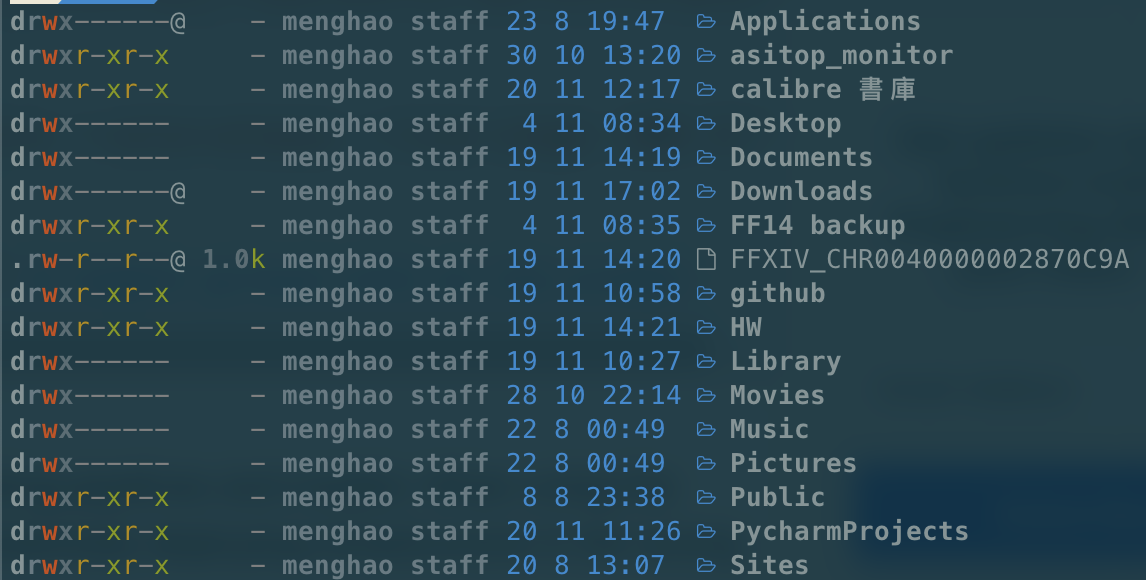 drwx------@ - menghao staff 23 8 19:47 Applications
drwxr-xr-x - menghao staff 30 10 13:20 asitop_monitor
drwxr-xr-x - menghao staff 20 11 12:17 calibre 書庫
drwx------ - menghao staff 4 11 08:34 Desktop
drwx------ - menghao staff 19 11 14:19 Documents
drwx------@ - menghao staff 19 11 17:02 Downloads
drwxr-xr-x - menghao staff 4 11 08:35 FF14 backup
.rw-r--r--@ 1.0k menghao staff 19 11 14:20 FFXIV_CHR0040000002870C9A
drwxr-xr-x - menghao staff 19 11 10:58 github
drwxr-xr-x - menghao staff 19 11 14:21 HW
drwx------ - menghao staff 19 11 10:27 Library
drwx------ - menghao staff 28 10 22:14 Movies
drwx------ - menghao staff 22 8 00:49 Music
drwx------ - menghao staff 22 8 00:49 Pictures
drwxr-xr-x - menghao staff 8 8 23:38 Public
drwxr-xr-x - menghao staff 20 11 11:26 PycharmProjects
drwxr-xr-x - menghao staff 20 8 13:07 Sites